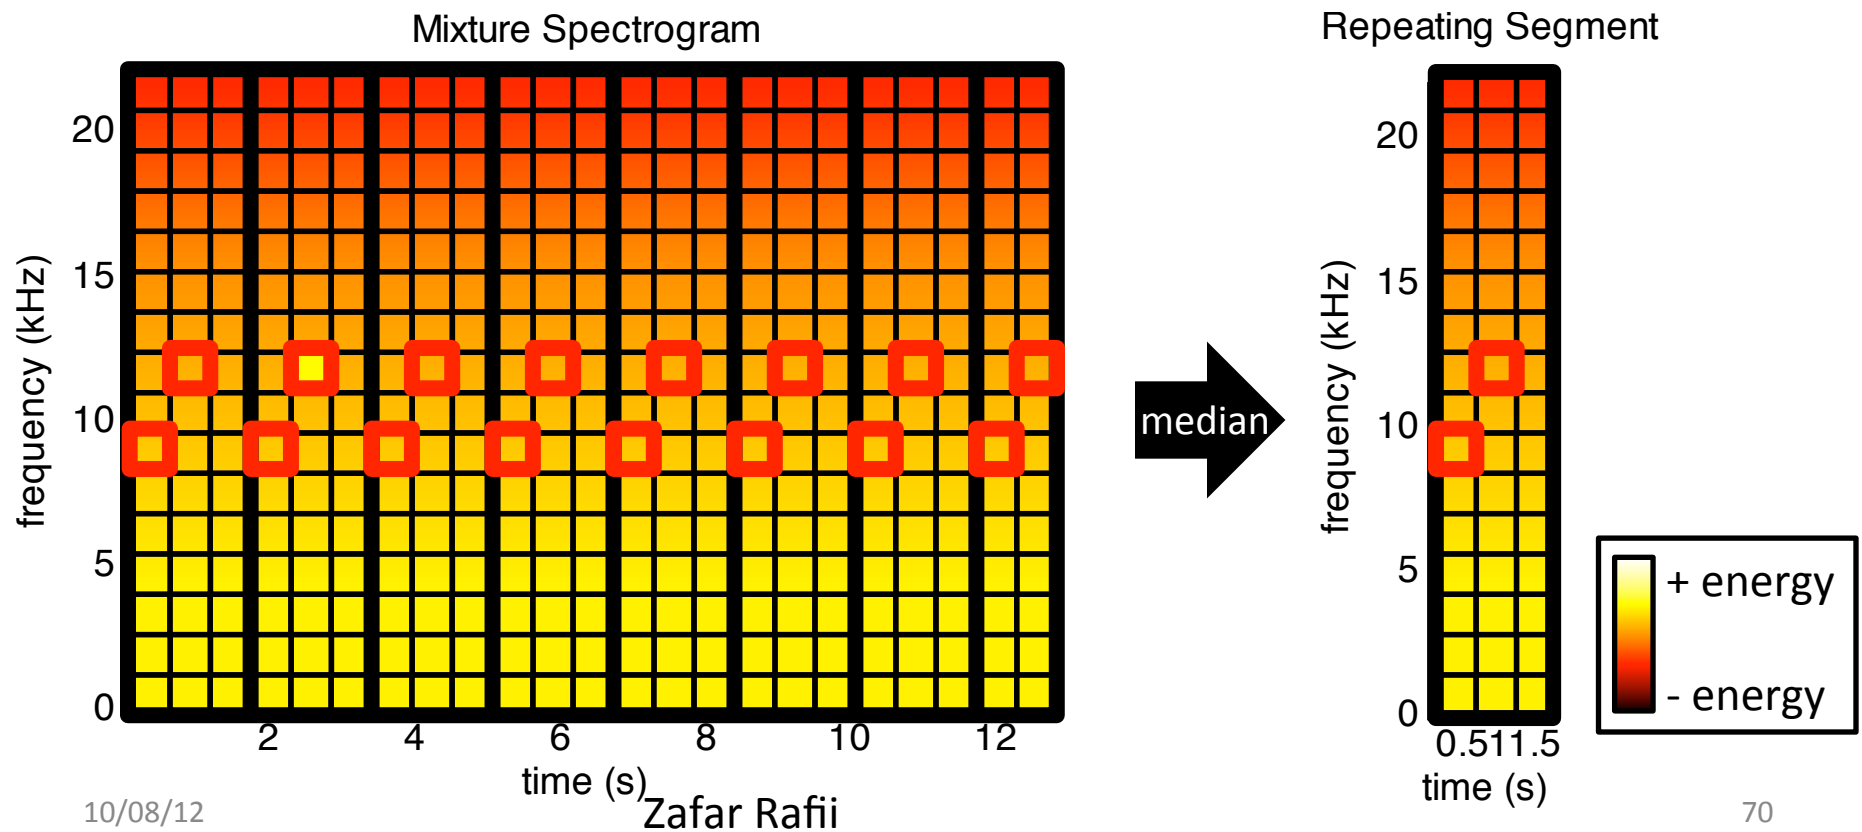 Mixture Spectrogram
frequency (kHz)
20
15
10
5
0
2 4 6 8 10 12
time (s)
median
Repeating Segment
frequency (kHz)
20
15
10
5
0
0.511.5
time (s)
+ energy
- energy
10/08/12
Zafar Rafii
70